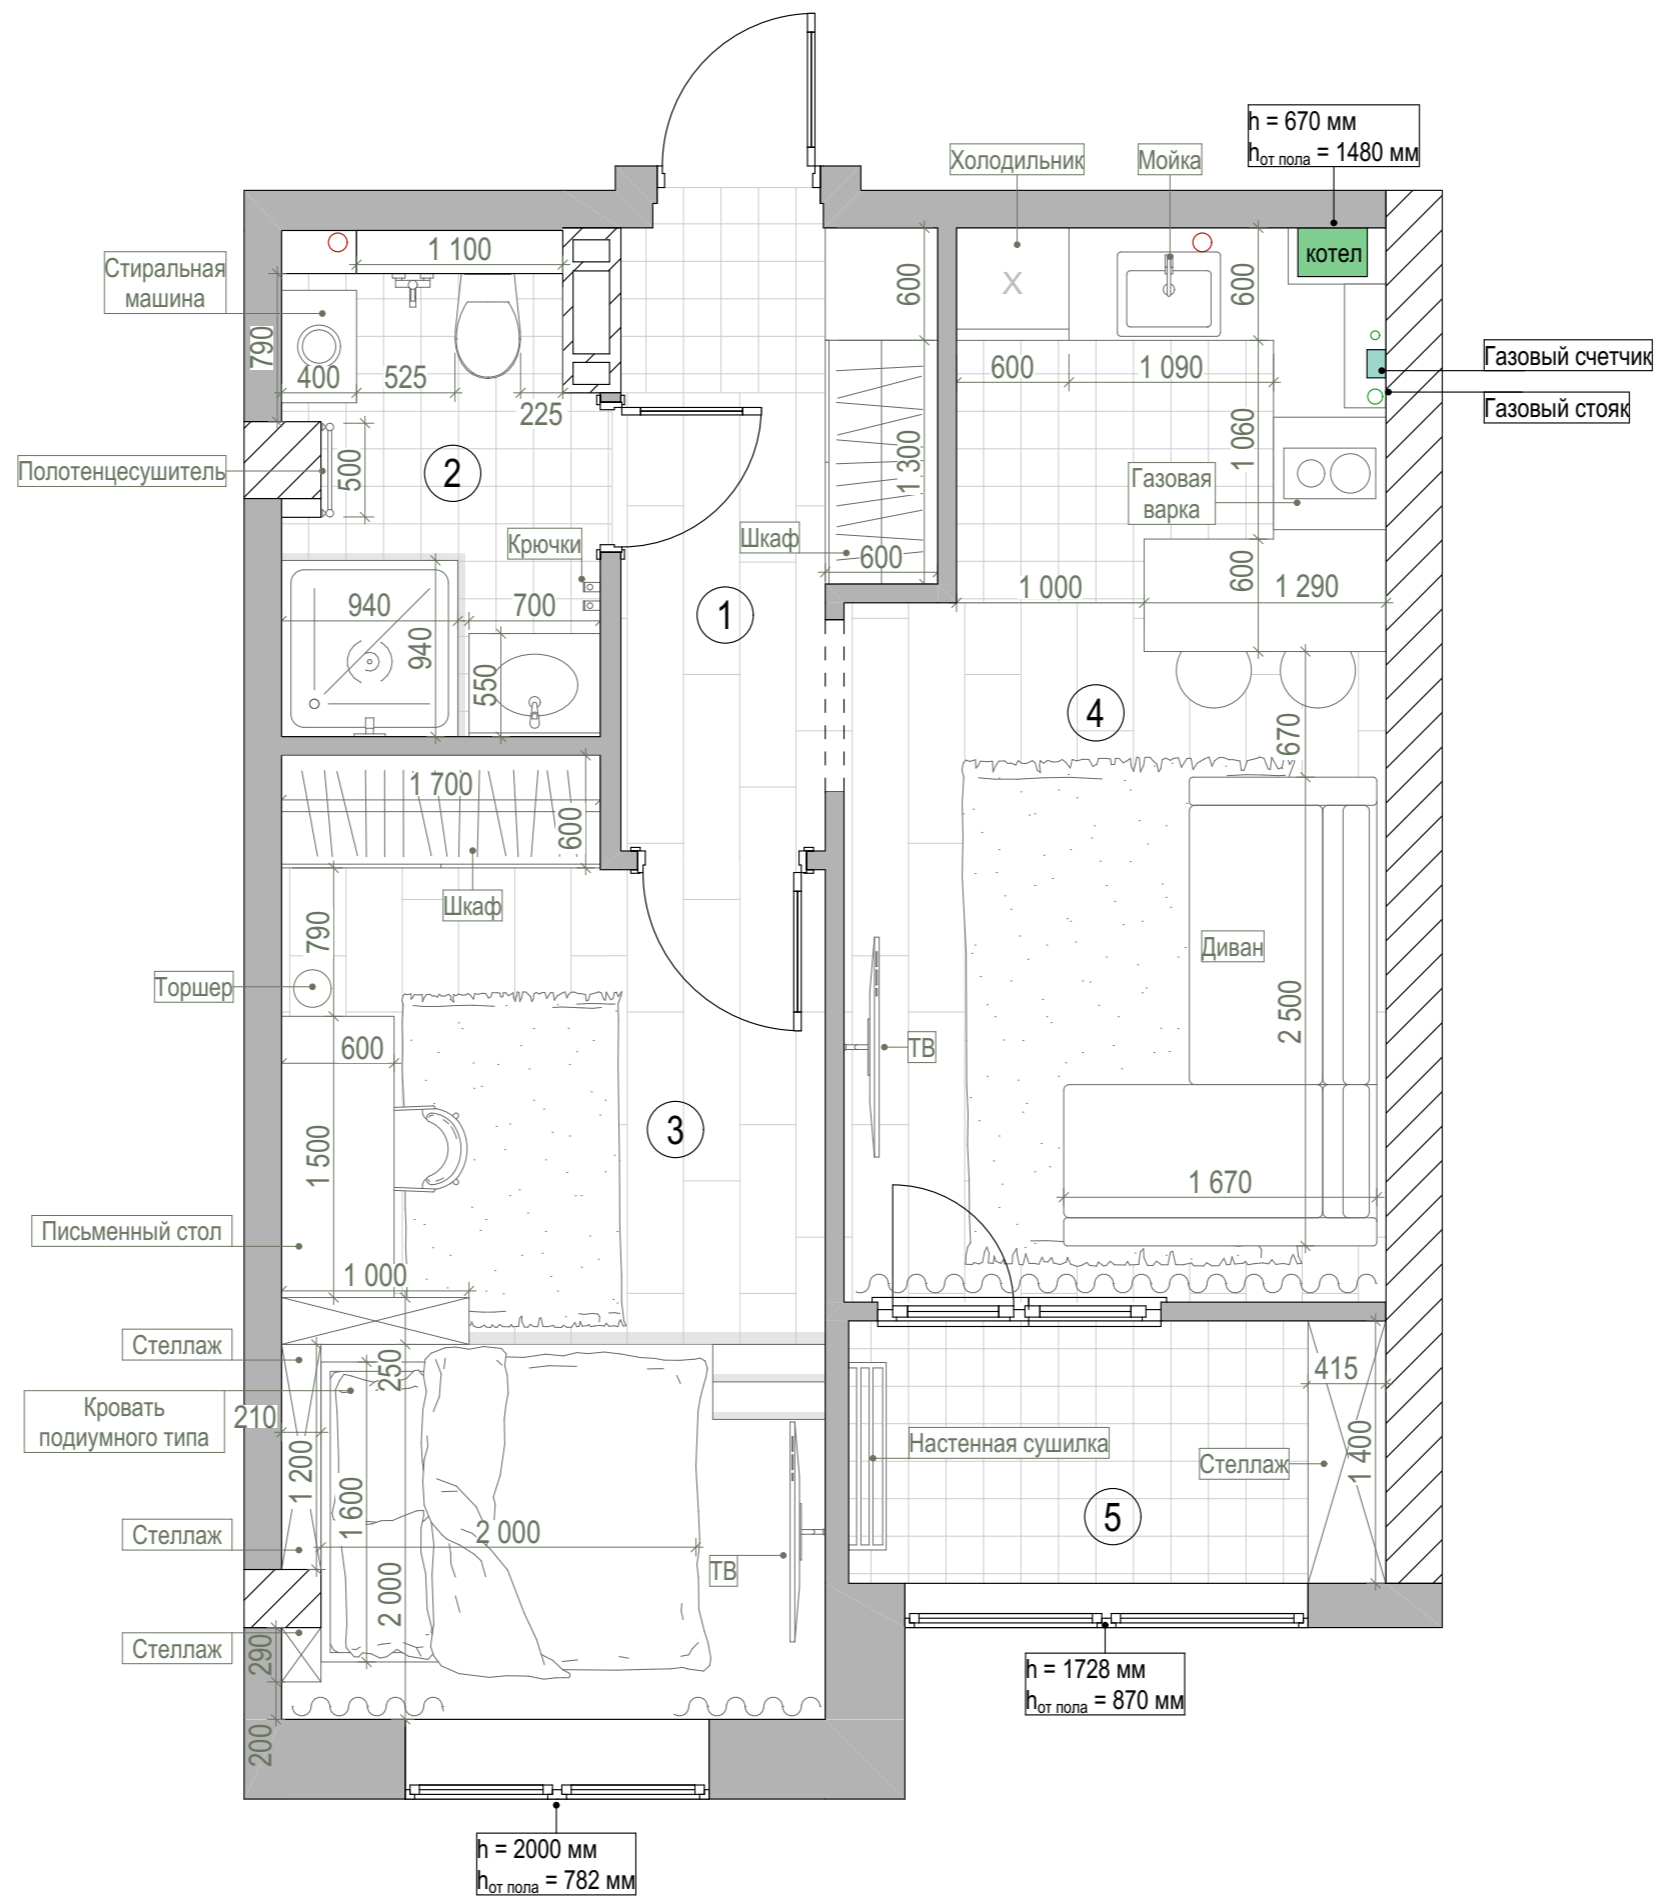 h = 670 мм
hот пола = 1480 мм
Холодильник
Мойка
котел
1 100
Стиральная
машина
600
600
X
790
Газовый счетчик
400
525
600
1 090
225
Газовый стояк
1 060
1 300
500
2
Полотенцесушитель
Газовая
варка
Крючки
Шкаф
600
600
1 000
1 290
940
700
1
940
550
4
670
1 700
600
Шкаф
790
Диван
Торшер
2 500
600
ТВ
3
1 500
1 670
Письменный стол
1 000
Стеллаж
250
415
Кровать
подиумного типа
210
Настенная сушилка
1 400
Стеллаж
1 200
1 600
5
Стеллаж
2 000
ТВ
2 000
Стеллаж
290
h = 1728 мм
hот пола = 870 мм
200
h = 2000 мм
hот пола = 782 мм